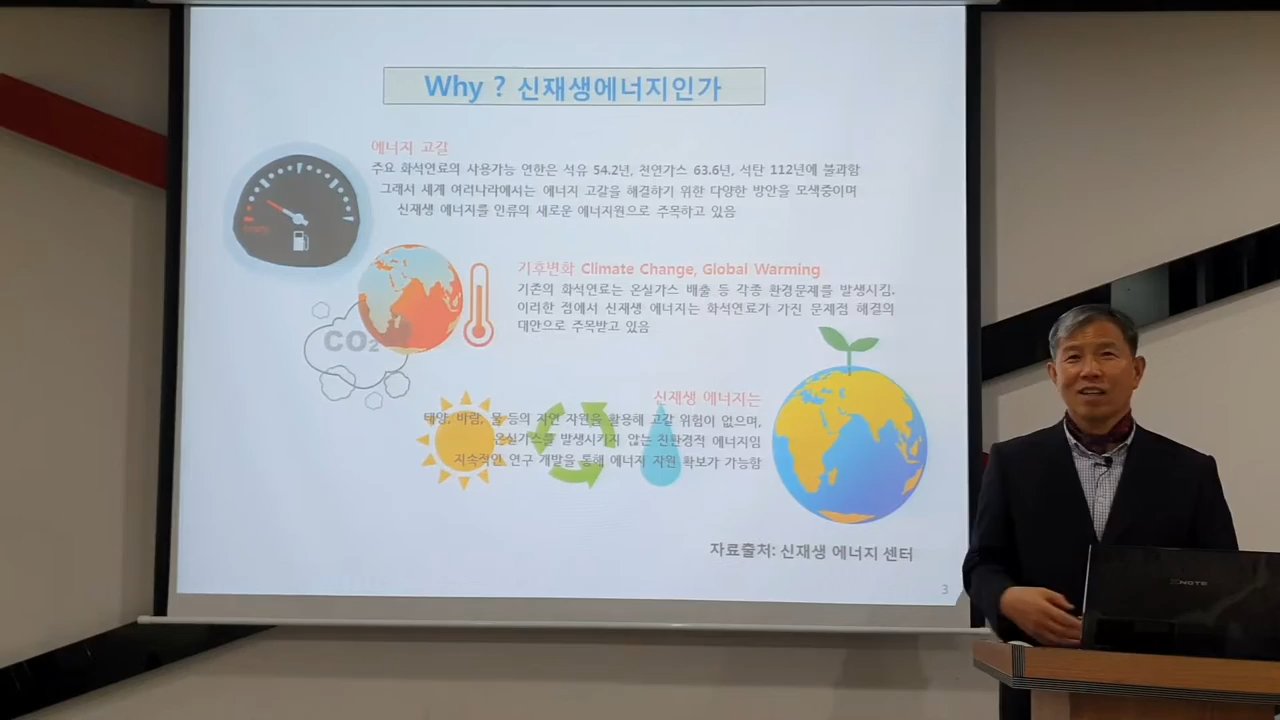 Why ? 신재생에너지인가
에너지 고갈
주요 화석연료의 사용가능 연한은 석유 54.2년, 천연가스 63.6년, 석탄 112년에 불과함
그래서 세계 여러나라에서는 에너지 고갈을 해결하기 위한 다양한 방안을 모색중이며
신재생 에너지를 인류의 새로운 에너지원으로 주목하고 있음
기후변화 Climate Change, Global Warming
기존의 화석연료는 온실가스 배출 등 각종 환경문제를 발생시킴.
이러한 점에서 신재생 에너지는 화석연료가 가진 문제점 해결의
대안으로 주목받고 있음
CO₂
신재생 에너지는
태양, 바람, 물 등의 자연 자원을 활용해 고갈 위험이 없으며,
온실가스를 발생시키지 않는 친환경적 에너지임
지속적인 연구 개발을 통해 에너지 자원 확보가 가능함
자료출처: 신재생 에너지 센터
3
XNOTE